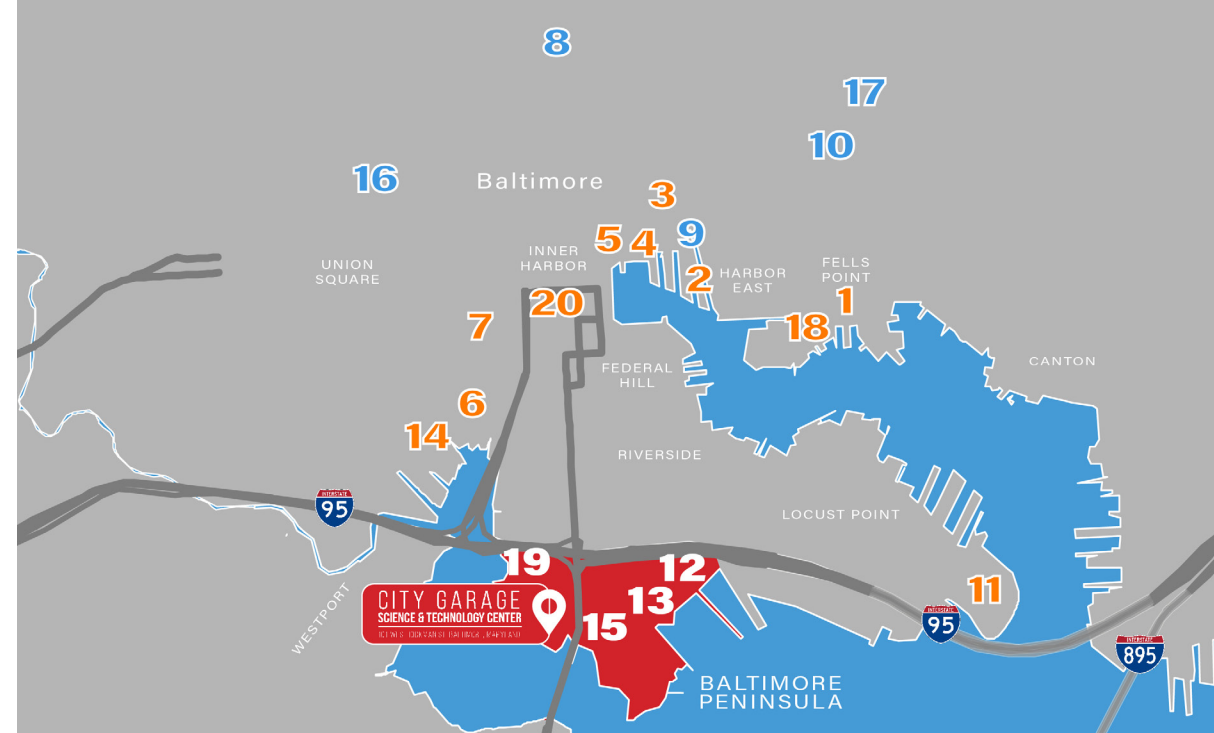 8
17
10
16
Baltimore
3
5
4
9
INNER
HARBOR
UNION
SQUARE
2
HARBOR
EAST
FELLS
POINT
1
20
7
18
FEDERAL
HILL
CANTON
6
14
RIVERSIDE
INTERSTATE
95
LOCUST POINT
19
12
11
WESTPORT
CITY GARAGE
SCIENCE & TECHNOLOGY CENTER
13
15
INTERSTATE
95
INTERSTATE
895
BALTIMORE
PENINSULA